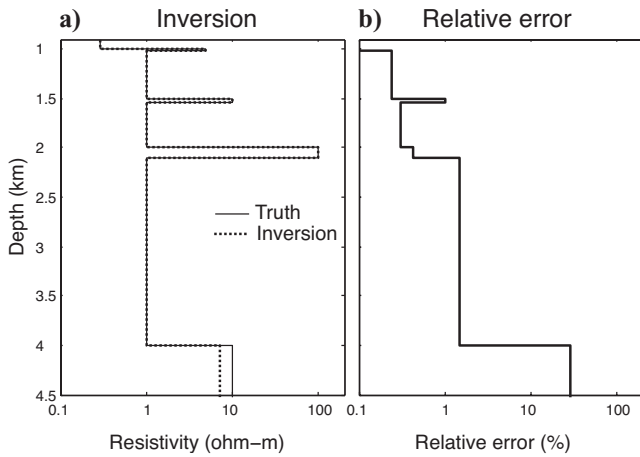 a) Inversion
1
1.5
2
2.5
3
3.5
4
4.5
Depth (km)
Truth
Inversion
0.1 1 10 100
Resistivity (ohm−m)
b) Relative error
0.1 1 10 100
Relative error (%)